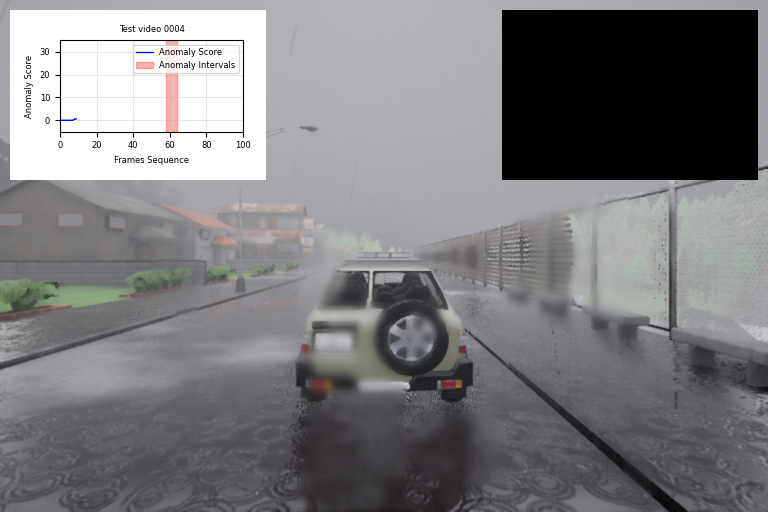 Test video 0004
Anomaly Score
Anomaly Intervals
Anomaly Score
30
20
10
0
0 20 40 60 80 100
Frames Sequence